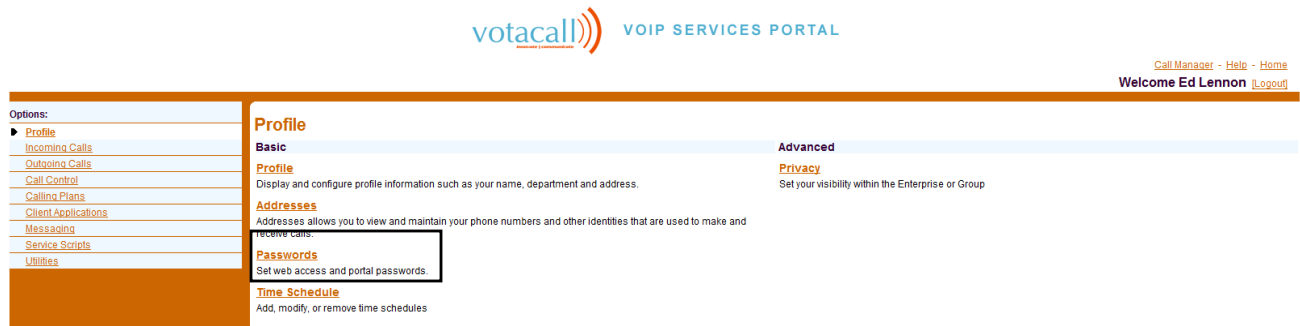 votacall
innovate | communicate
VOIP SERVICES PORTAL
Call Manager - Help - Home
Welcome Ed Lennon [Logout]
Options:
Profile
Incoming Calls
Outgoing Calls
Call Control
Calling Plans
Client Applications
Messaging
Service Scripts
Utilities
Profile
Basic
Profile
Display and configure profile information such as your name, department and address.
Addresses
Addresses allows you to view and maintain your phone numbers and other identities that are used to make and
receive calls.
Passwords
Set web access and portal passwords.
Time Schedule
Add, modify, or remove time schedules
Advanced
Privacy
Set your visibility within the Enterprise or Group